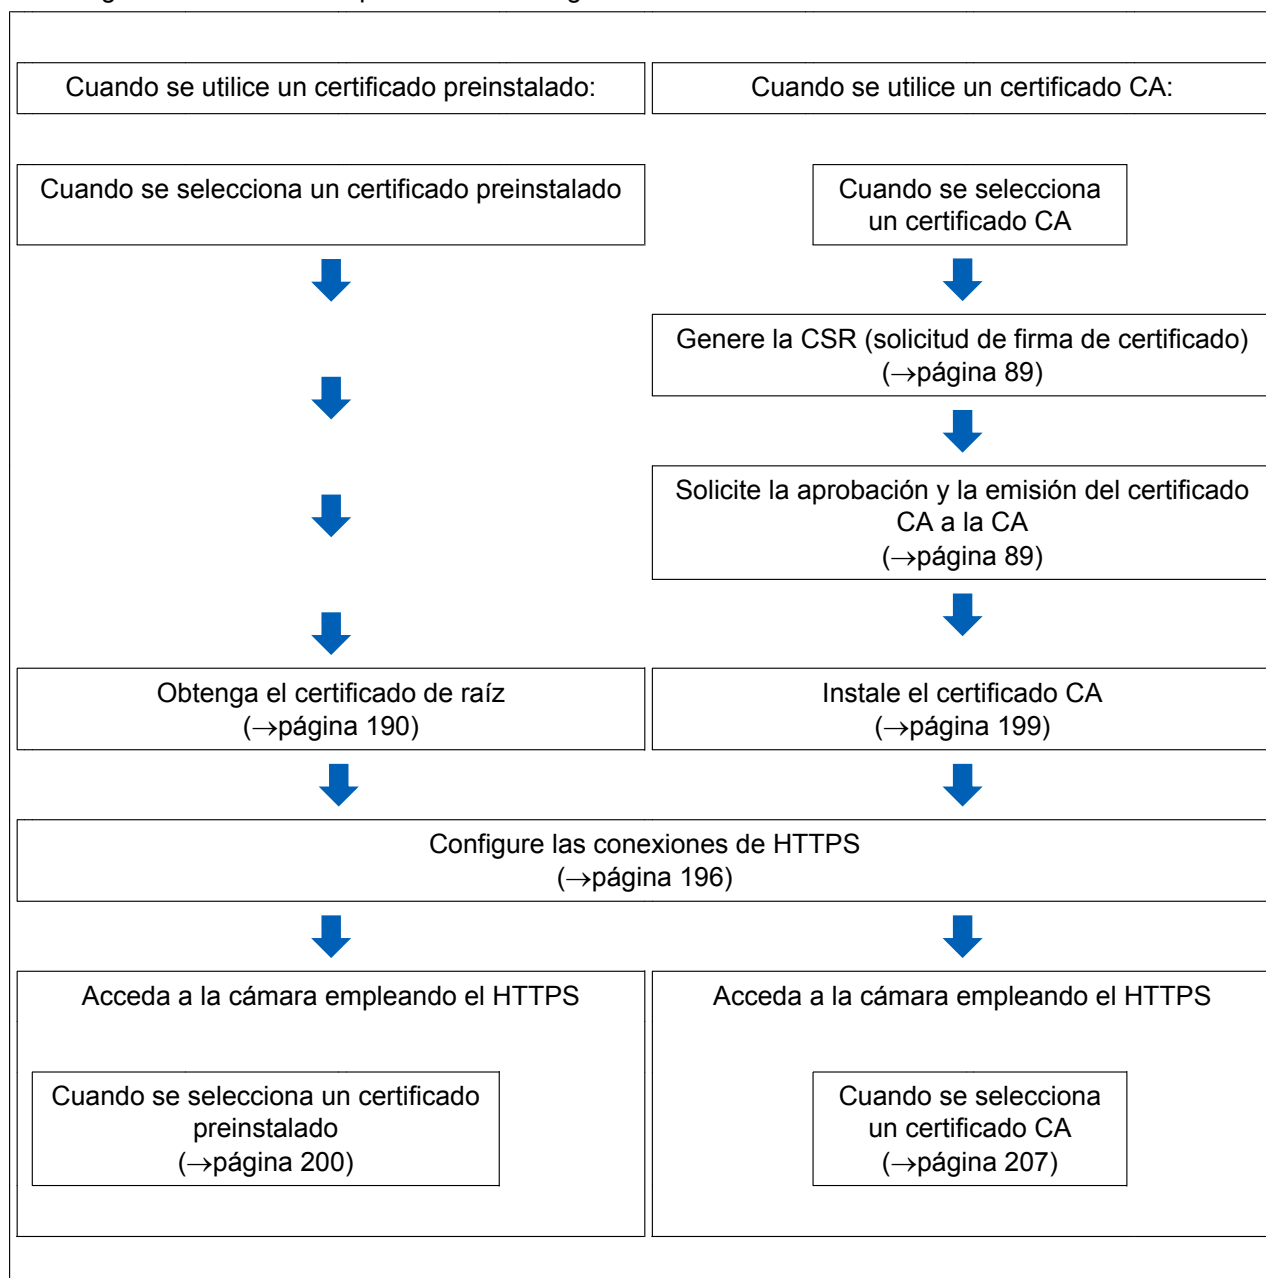 Cuando se utilice un certificado preinstalado:
Cuando se utilice un certificado CA:
Cuando se selecciona un certificado preinstalado
Cuando se selecciona
un certificado CA
Genere la CSR (solicitud de firma de certificado)
(→página 89)
Solicite la aprobación y la emisión del certificado
CA a la CA
(→página 89)
Obtenga el certificado de raíz
(→página 190)
Instale el certificado CA
(→página 199)
Configure las conexiones de HTTPS
(→página 196)
Acceda a la cámara empleando el HTTPS
Cuando se selecciona un certificado
preinstalado
(→página 200)
Acceda a la cámara empleando el HTTPS
Cuando se selecciona
un certificado CA
(→página 207)